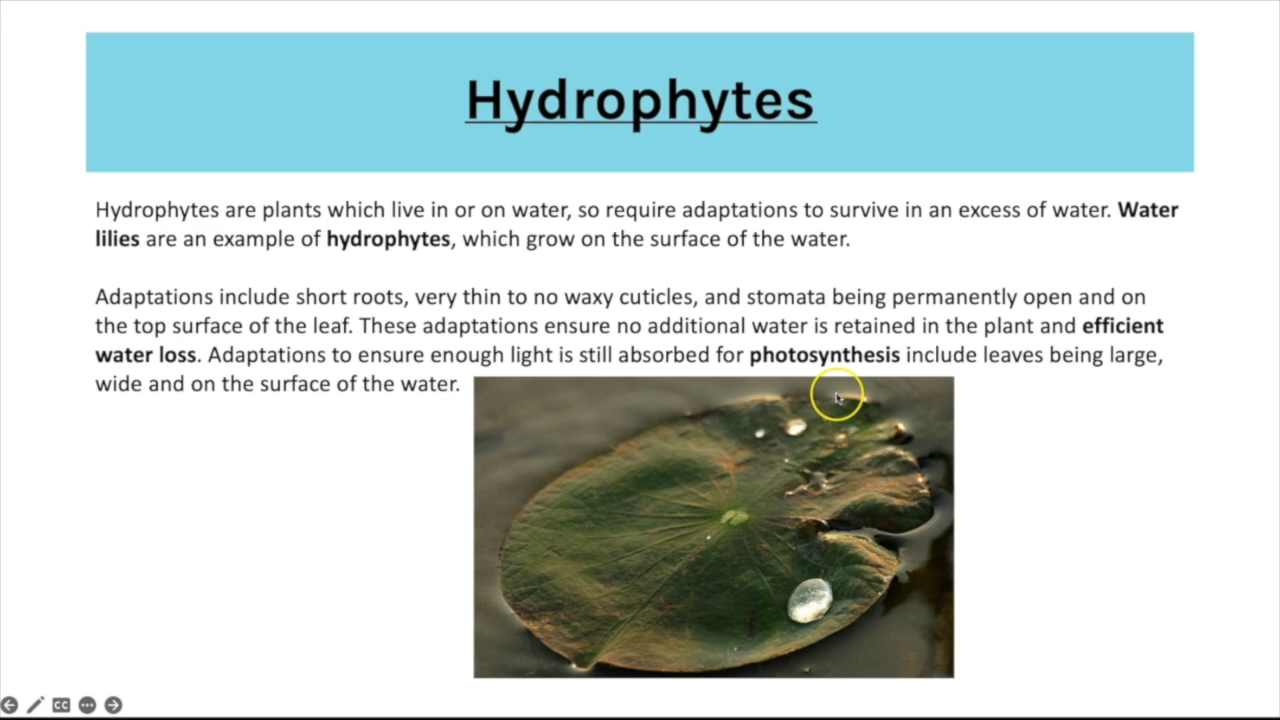 Hydrophytes
Hydrophytes are plants which live in or on water, so require adaptations to survive in an excess of water. Water
lilies are an example of hydrophytes, which grow on the surface of the water.
Adaptations include short roots, very thin to no waxy cuticles, and stomata being permanently open and on
the top surface of the leaf. These adaptations ensure no additional water is retained in the plant and efficient
water loss. Adaptations to ensure enough light is still absorbed for photosynthesis include leaves being large,
wide and on the surface of the water.
CC